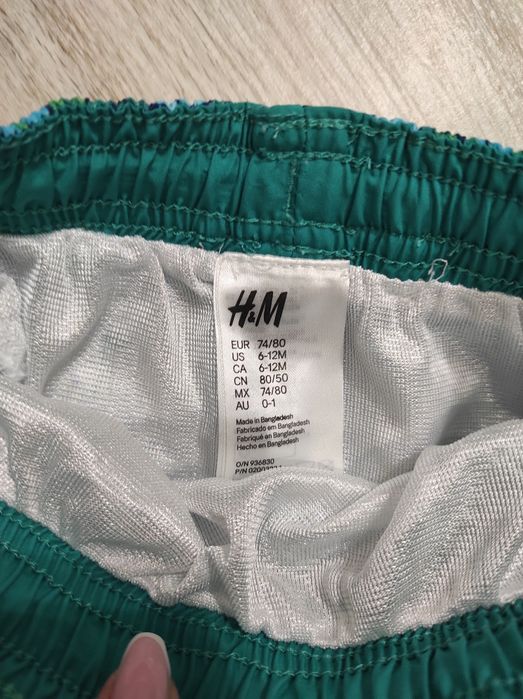 H&M
EUR 74/80
US 6-12M
CA 6-12M
CN 80/50
MX 74/80
AU 0-1
Made in Bangladesh
Fabricado em Bangladesh
Fabriqué en Bangladesh
Hecho en Bangladesh
O/N 936830
P/N